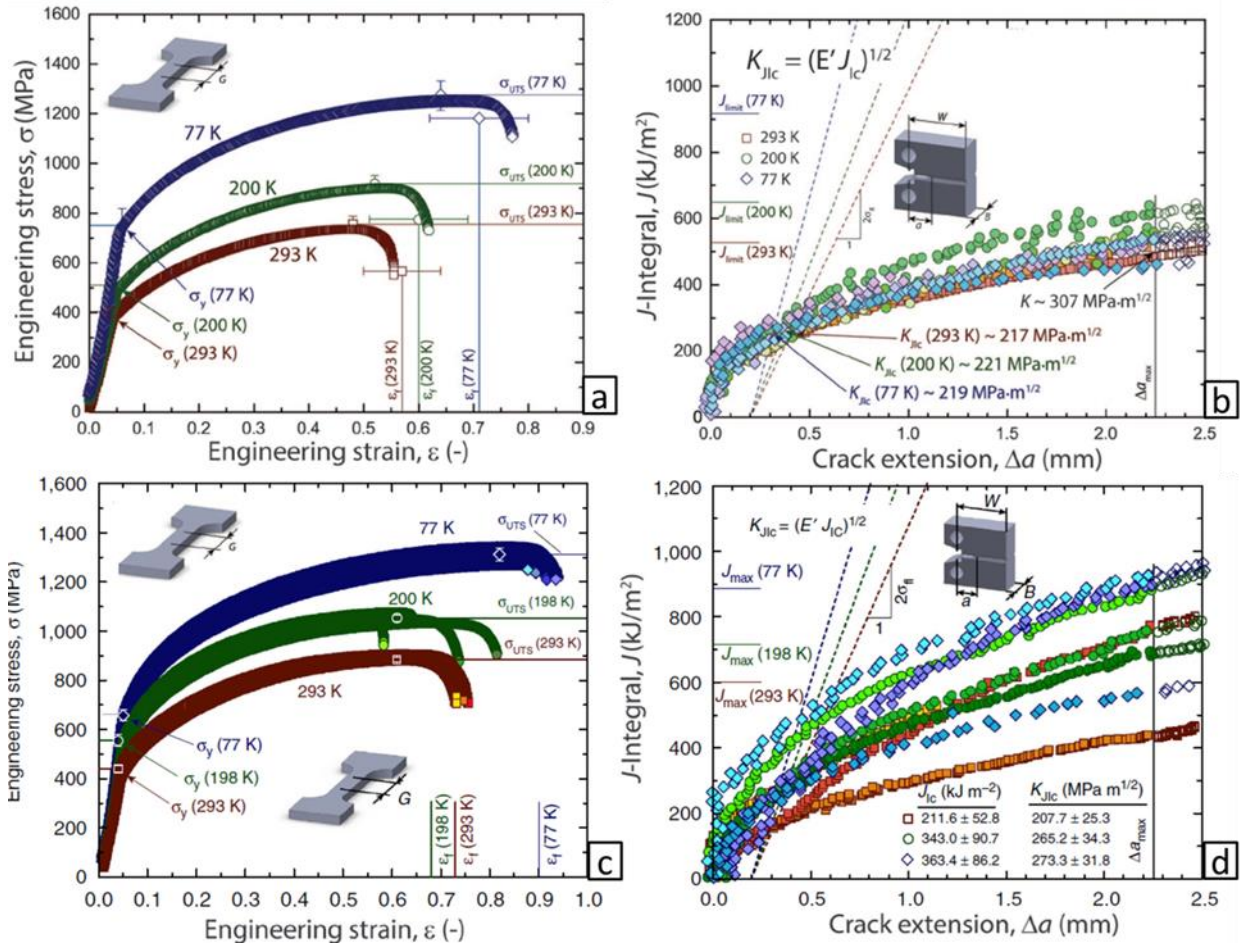 1600
1400
1200
1000
800
600
400
200
0
0.0 0.1 0.2 0.3 0.4 0.5 0.6 0.7 0.8 0.9
Engineering stress, σ (MPa)
Engineering strain, ε (-)
G
77 K
200 K
293 K
σUTS (77 K)
σUTS (200 K)
σUTS (293 K)
σy (77 K)
σy (200 K)
σy (293 K)
εf (293 K)
εf (200 K)
εf (77 K)
a
1200
1000
800
600
400
200
0
0.0 0.5 1.0 1.5 2.0 2.5
J-Integral, J (kJ/m²)
Crack extension, Δa (mm)
KJIc = (E′ JIc)1/2
Jlimit (77 K)
293 K
200 K
77 K
Jlimit (200 K)
Jlimit (293 K)
W
a
B
1
K ~ 307 MPa·m1/2
KJIc (293 K) ~ 217 MPa·m1/2
KJIc (200 K) ~ 221 MPa·m1/2
KJIc (77 K) ~ 219 MPa·m1/2
Δamax
b
1,600
1,400
1,200
1,000
800
600
400
200
0
0.0 0.1 0.2 0.3 0.4 0.5 0.6 0.7 0.8 0.9 1.0
Engineering stress, σ (MPa)
Engineering strain, ε (-)
G
77 K
200 K
293 K
σUTS (77 K)
σUTS (198 K)
σUTS (293 K)
σy (77 K)
σy (198 K)
σy (293 K)
G
εf (198 K)
εf (293 K)
εf (77 K)
c
1,200
1,000
800
600
400
200
0
0.0 0.5 1.0 1.5 2.0 2.5
J-Integral, J (kJ/m²)
Crack extension, Δa (mm)
KJIc = (E′ JIC)1/2
Jmax (77 K)
Jmax (198 K)
Jmax (293 K)
W
a
B
2σfl
1
JIc (kJ m−2) KJIc (MPa m1/2)
211.6 ± 52.8 207.7 ± 25.3
343.0 ± 90.7 265.2 ± 34.3
363.4 ± 86.2 273.3 ± 31.8
Δamax
d